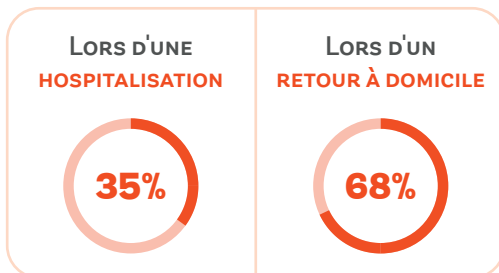 Lors d'une
hospitalisation
35%
Lors d'un
retour à domicile
68%